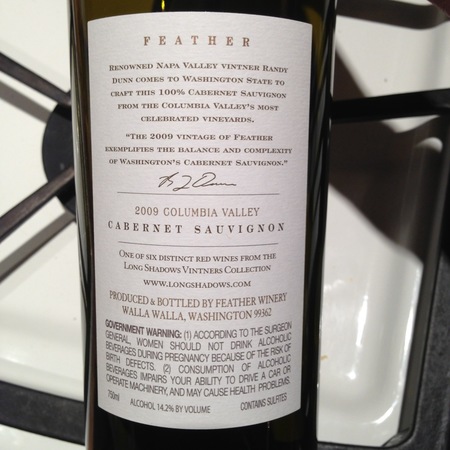 FEATHER
RENOWNED NAPA VALLEY VINTNER RANDY
DUNN COMES TO WASHINGTON STATE TO
CRAFT THIS 100% CABERNET SAUVIGNON
FROM THE COLUMBIA VALLEY'S MOST
CELEBRATED VINEYARDS.
"THE 2009 VINTAGE OF FEATHER
EXEMPLIFIES THE BALANCE AND COMPLEXITY
OF WASHINGTON'S CABERNET SAUVIGNON."
2009 COLUMBIA VALLEY
CABERNET SAUVIGNON
ONE OF SIX DISTINCT RED WINES FROM THE
LONG SHADOWS VINTNERS COLLECTION
WWW.LONGSHADOWS.COM
PRODUCED & BOTTLED BY FEATHER WINERY
WALLA WALLA, WASHINGTON 99362
GOVERNMENT WARNING: (1) ACCORDING TO THE SURGEON
GENERAL, WOMEN SHOULD NOT DRINK ALCOHOLIC
BEVERAGES DURING PREGNANCY BECAUSE OF THE RISK OF
BIRTH DEFECTS. (2) CONSUMPTION OF ALCOHOLIC
BEVERAGES IMPAIRS YOUR ABILITY TO DRIVE A CAR OR
OPERATE MACHINERY, AND MAY CAUSE HEALTH PROBLEMS.
750ml ALCOHOL 14.2% BY VOLUME CONTAINS SULFITES